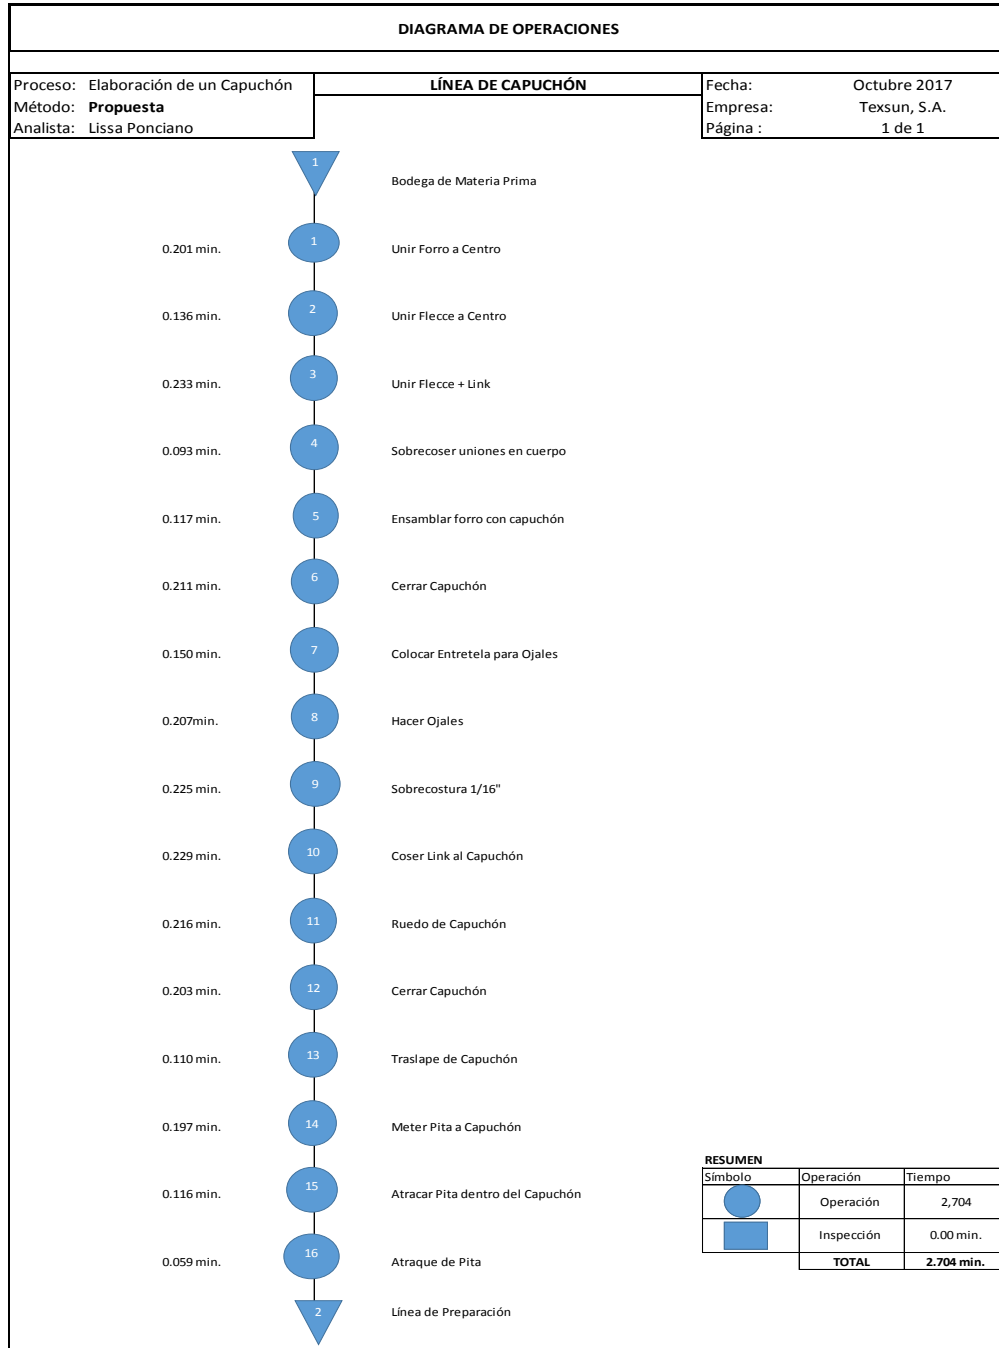 DIAGRAMA DE OPERACIONES
Proceso: Elaboración de un Capuchón LÍNEA DE CAPUCHÓN Fecha: Octubre 2017
Método: Propuesta Empresa: Texsun, S.A.
Analista: Lissa Ponciano Página : 1 de 1
1
Bodega de Materia Prima
0.201 min. 1 Unir Forro a Centro
0.136 min. 2 Unir Flecce a Centro
0.233 min. 3 Unir Flecce + Link
0.093 min. 4 Sobrecoser uniones en cuerpo
0.117 min. 5 Ensamblar forro con capuchón
0.211 min. 6 Cerrar Capuchón
0.150 min. 7 Colocar Entretela para Ojales
0.207min. 8 Hacer Ojales
0.225 min. 9 Sobrecostura 1/16"
0.229 min. 10 Coser Link al Capuchón
0.216 min. 11 Ruedo de Capuchón
0.203 min. 12 Cerrar Capuchón
0.110 min. 13 Traslape de Capuchón
0.197 min. 14 Meter Pita a Capuchón
0.116 min. 15 Atracar Pita dentro del Capuchón
0.059 min. 16 Atraque de Pita
2 Línea de Preparación
RESUMEN
Símbolo Operación Tiempo
Operación 2,704
Inspección 0.00 min.
TOTAL 2.704 min.